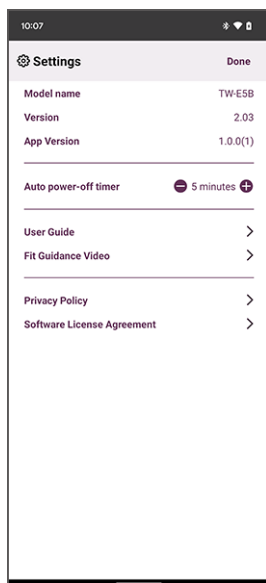 10:07
Settings Done
Model name TW-E5B
Version 2.03
App Version 1.0.0(1)
Auto power-off timer 5 minutes
User Guide
Fit Guidance Video
Privacy Policy
Software License Agreement